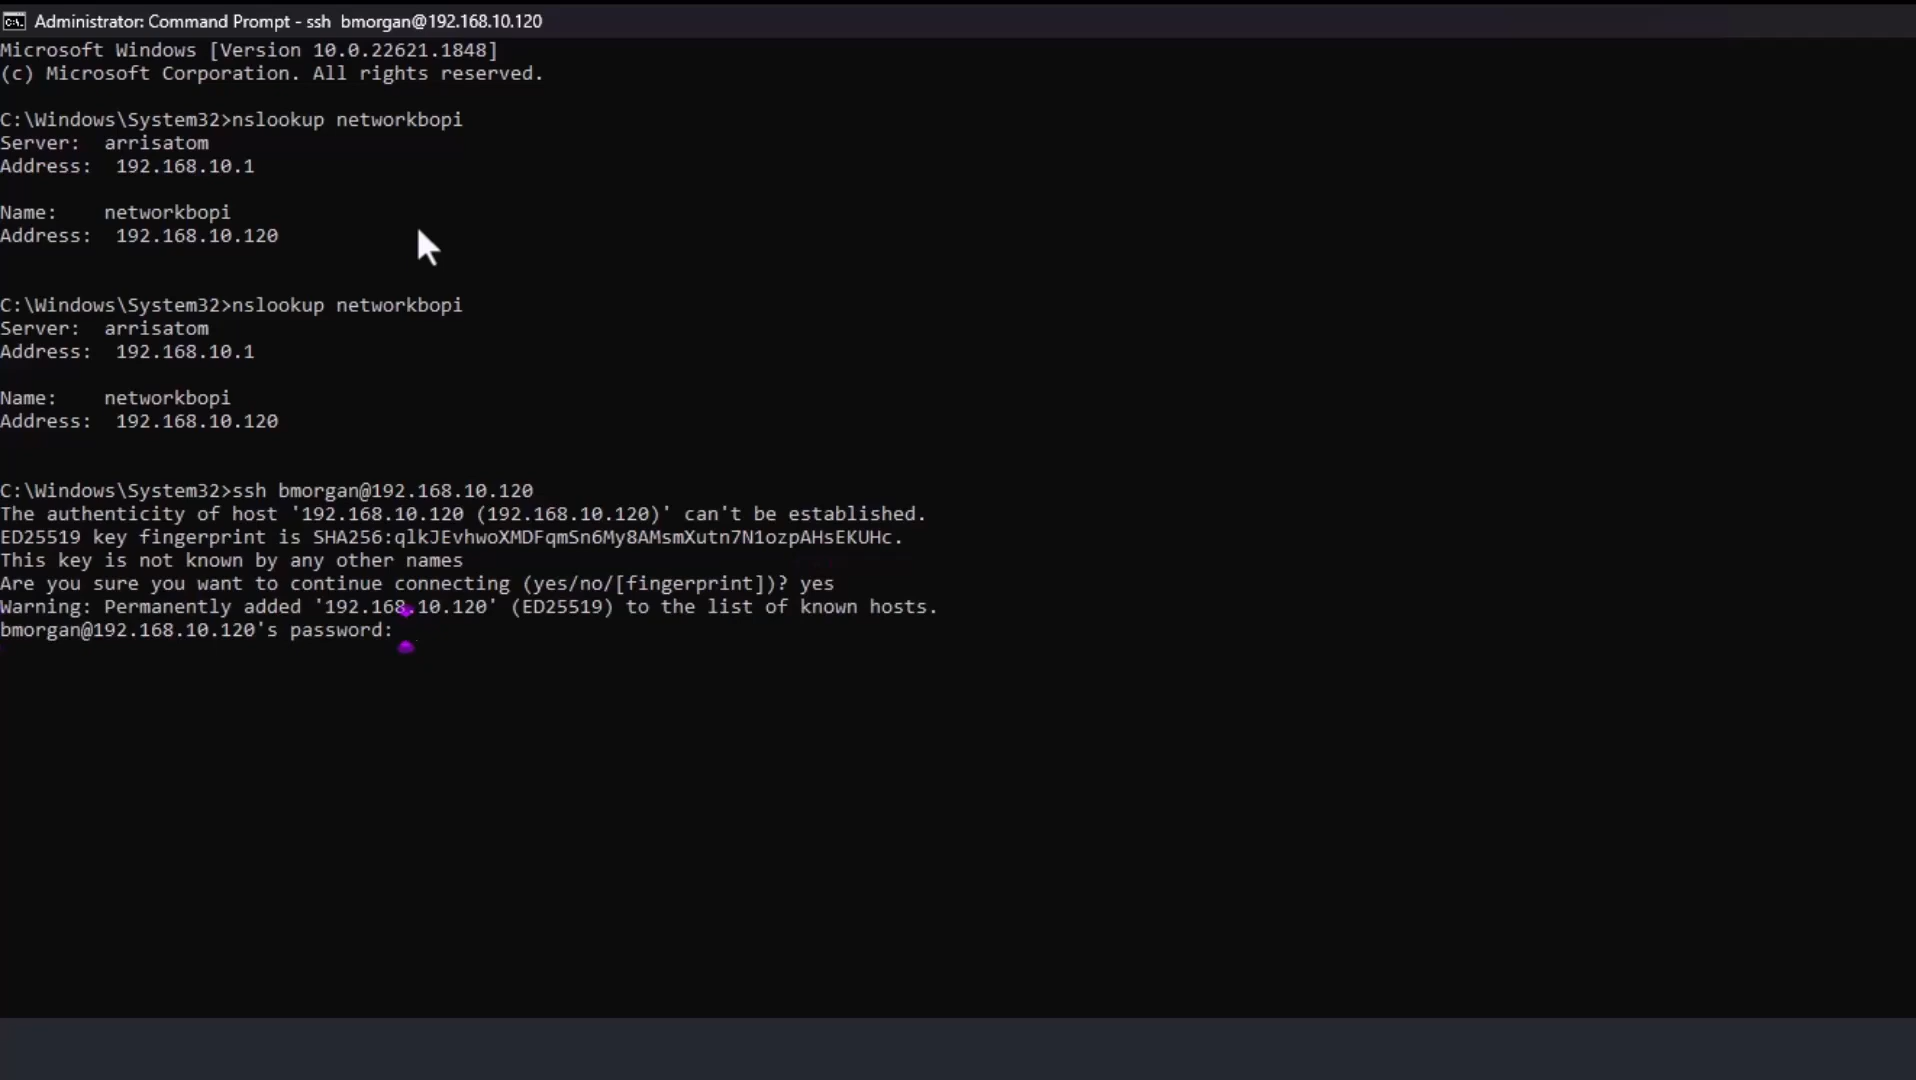 Administrator: Command Prompt - ssh  bmorgan@192.168.10.120
Microsoft Windows [Version 10.0.22621.1848]
(c) Microsoft Corporation. All rights reserved.
C:\Windows\System32>nslookup networkbopi
Server:  arrisatom
Address:  192.168.10.1
Name:    networkbopi
Address:  192.168.10.120
C:\Windows\System32>nslookup networkbopi
Server:  arrisatom
Address:  192.168.10.1
Name:    networkbopi
Address:  192.168.10.120
C:\Windows\System32>ssh bmorgan@192.168.10.120
The authenticity of host '192.168.10.120 (192.168.10.120)' can't be established.
ED25519 key fingerprint is SHA256:qlkJEvhwoXMDFqmSn6My8AMsmXutn7N1ozpAHsEKUHc.
This key is not known by any other names
Are you sure you want to continue connecting (yes/no/[fingerprint])? yes
Warning: Permanently added '192.168.10.120' (ED25519) to the list of known hosts.
bmorgan@192.168.10.120's password: